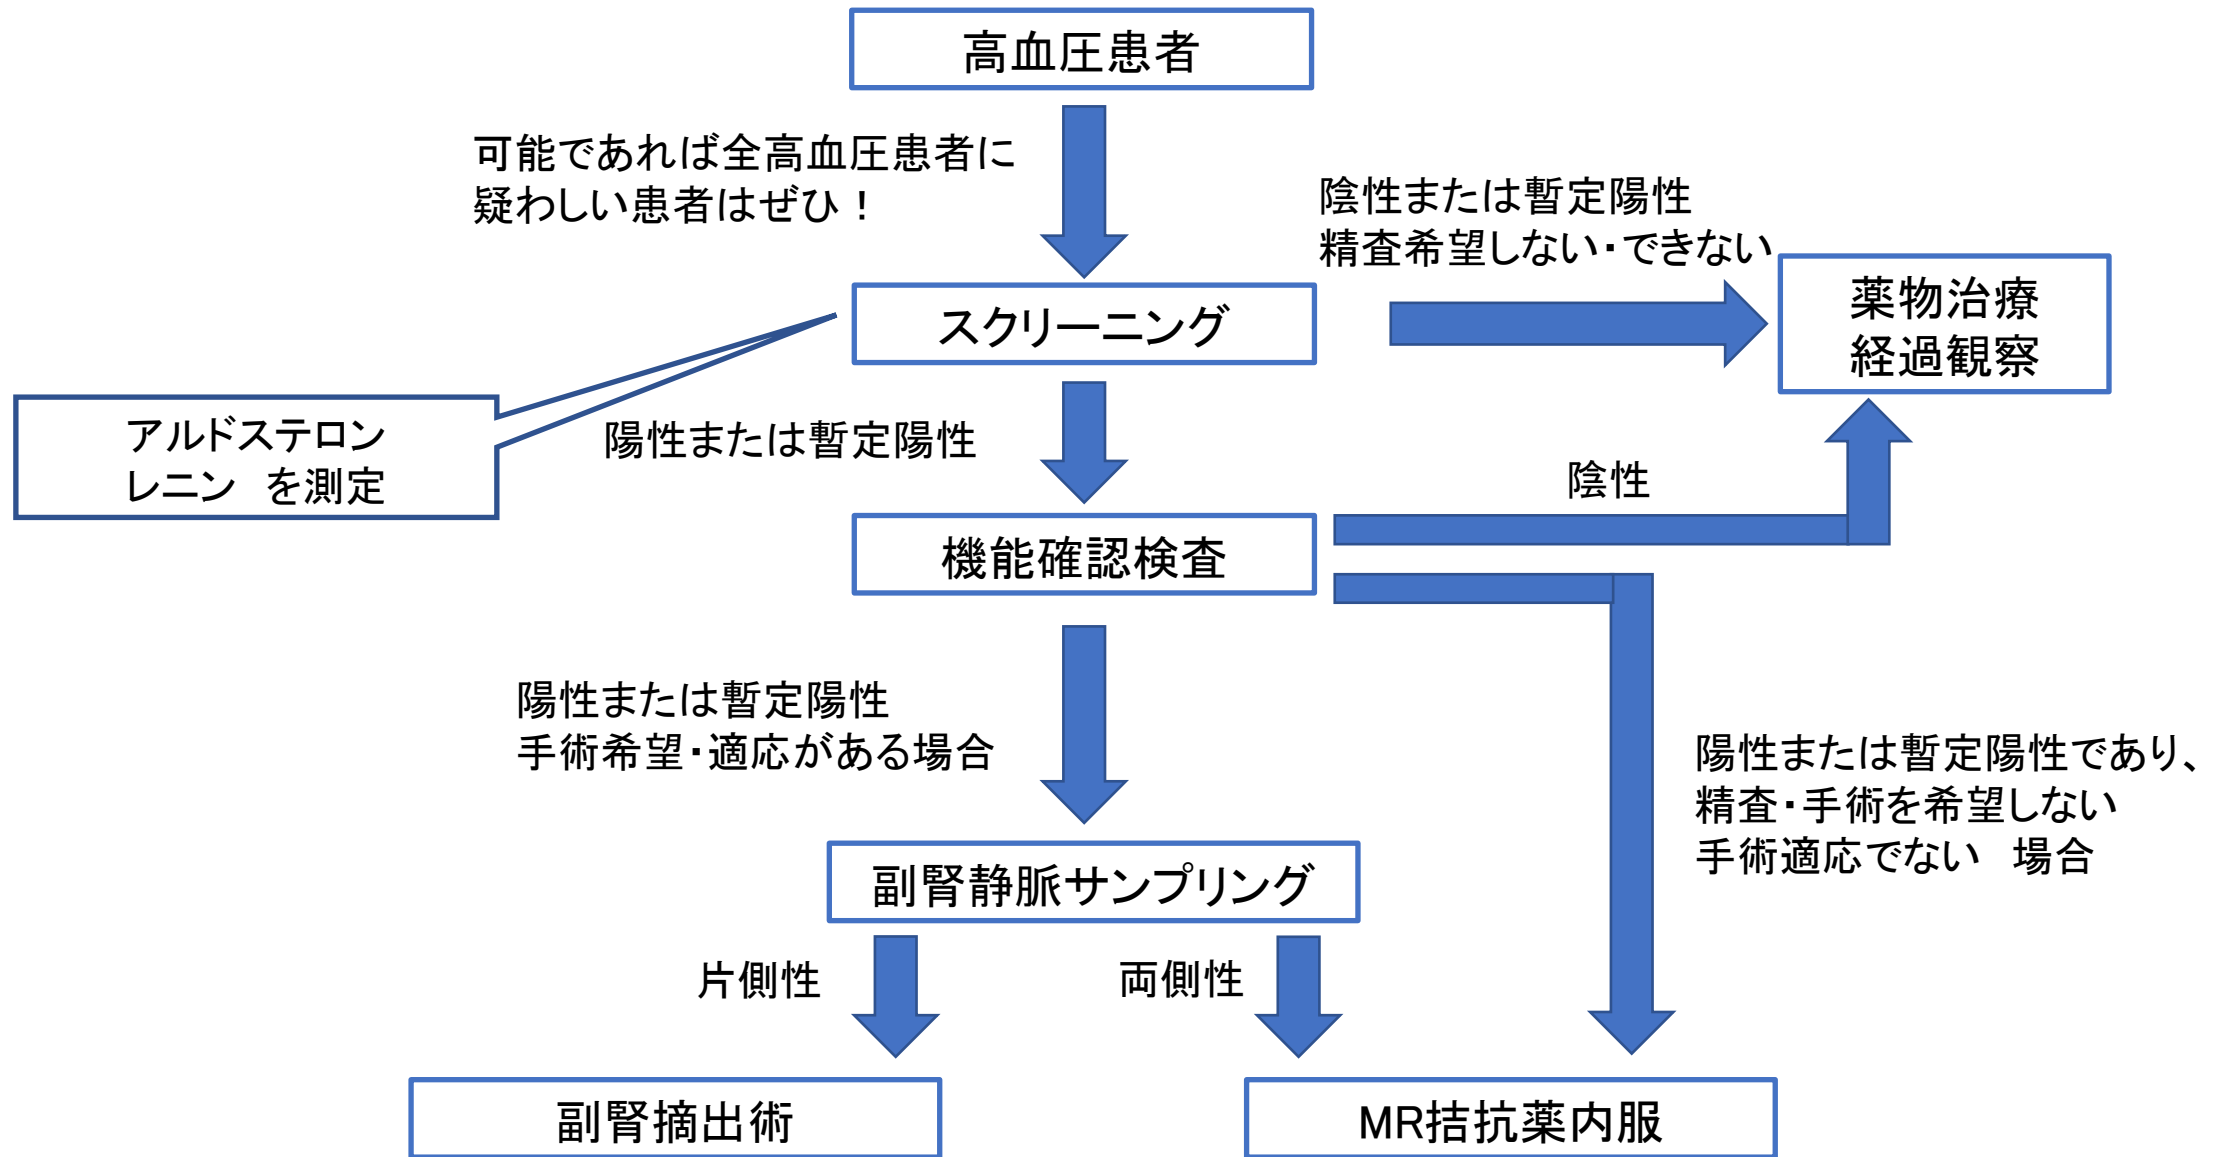 高血圧患者
可能であれば全高血圧患者に
疑わしい患者はぜひ！
陰性または暫定陽性
精査希望しない・できない
スクリーニング
薬物治療
経過観察
アルドステロン
レニン　を測定
陽性または暫定陽性
陰性
機能確認検査
陽性または暫定陽性
手術希望・適応がある場合
陽性または暫定陽性であり、
精査・手術を希望しない
手術適応でない　場合
副腎静脈サンプリング
片側性
両側性
副腎摘出術
MR拮抗薬内服